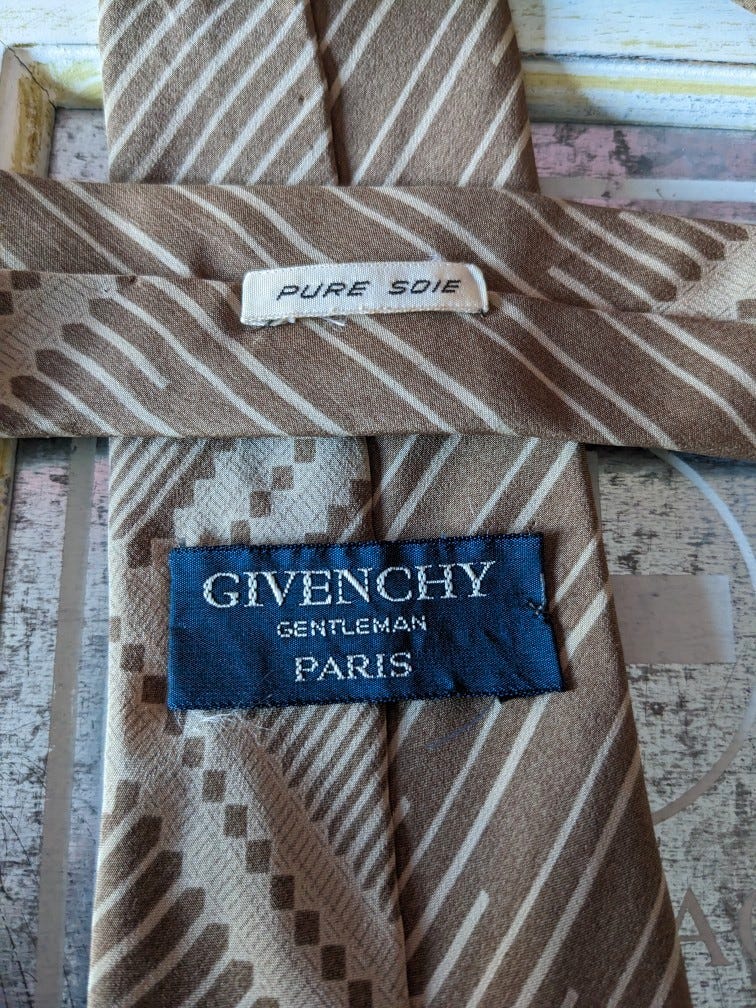 PURE SOIE
GIVENCHY
GENTLEMAN
PARIS